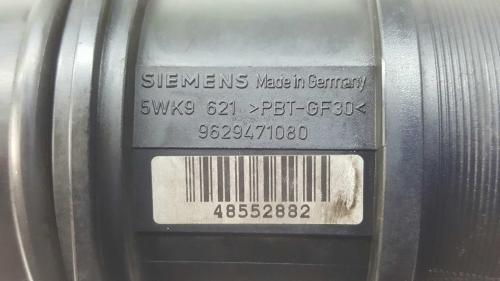 SIEMENS Made in Germany
5WK9 621 >PBT-GF30<
9629471080
48552882